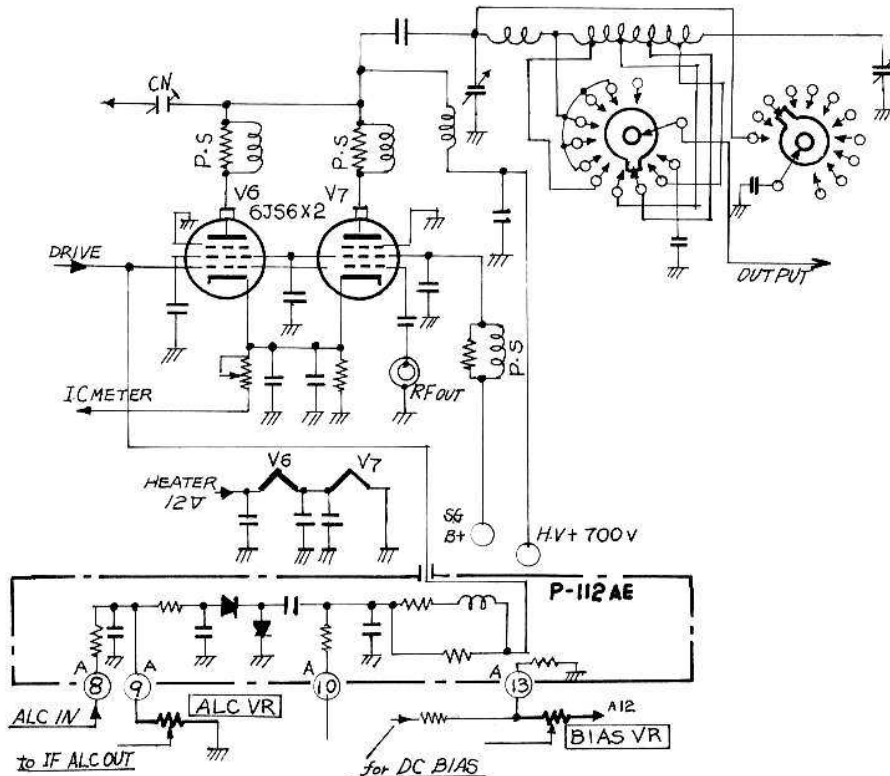 CN
P.S
P.S
V6
V7
6JS6X2
DRIVE
OUTPUT
P.S
I.C METER
RF OUT
V6
V7
HEATER
12V
SG
B+
H.V+ 700V
P-112AE
A
A
A
A
8
9
10
13
ALC IN
ALC VR
A12
BIAS VR
to IF ALC OUT
for DC BIAS